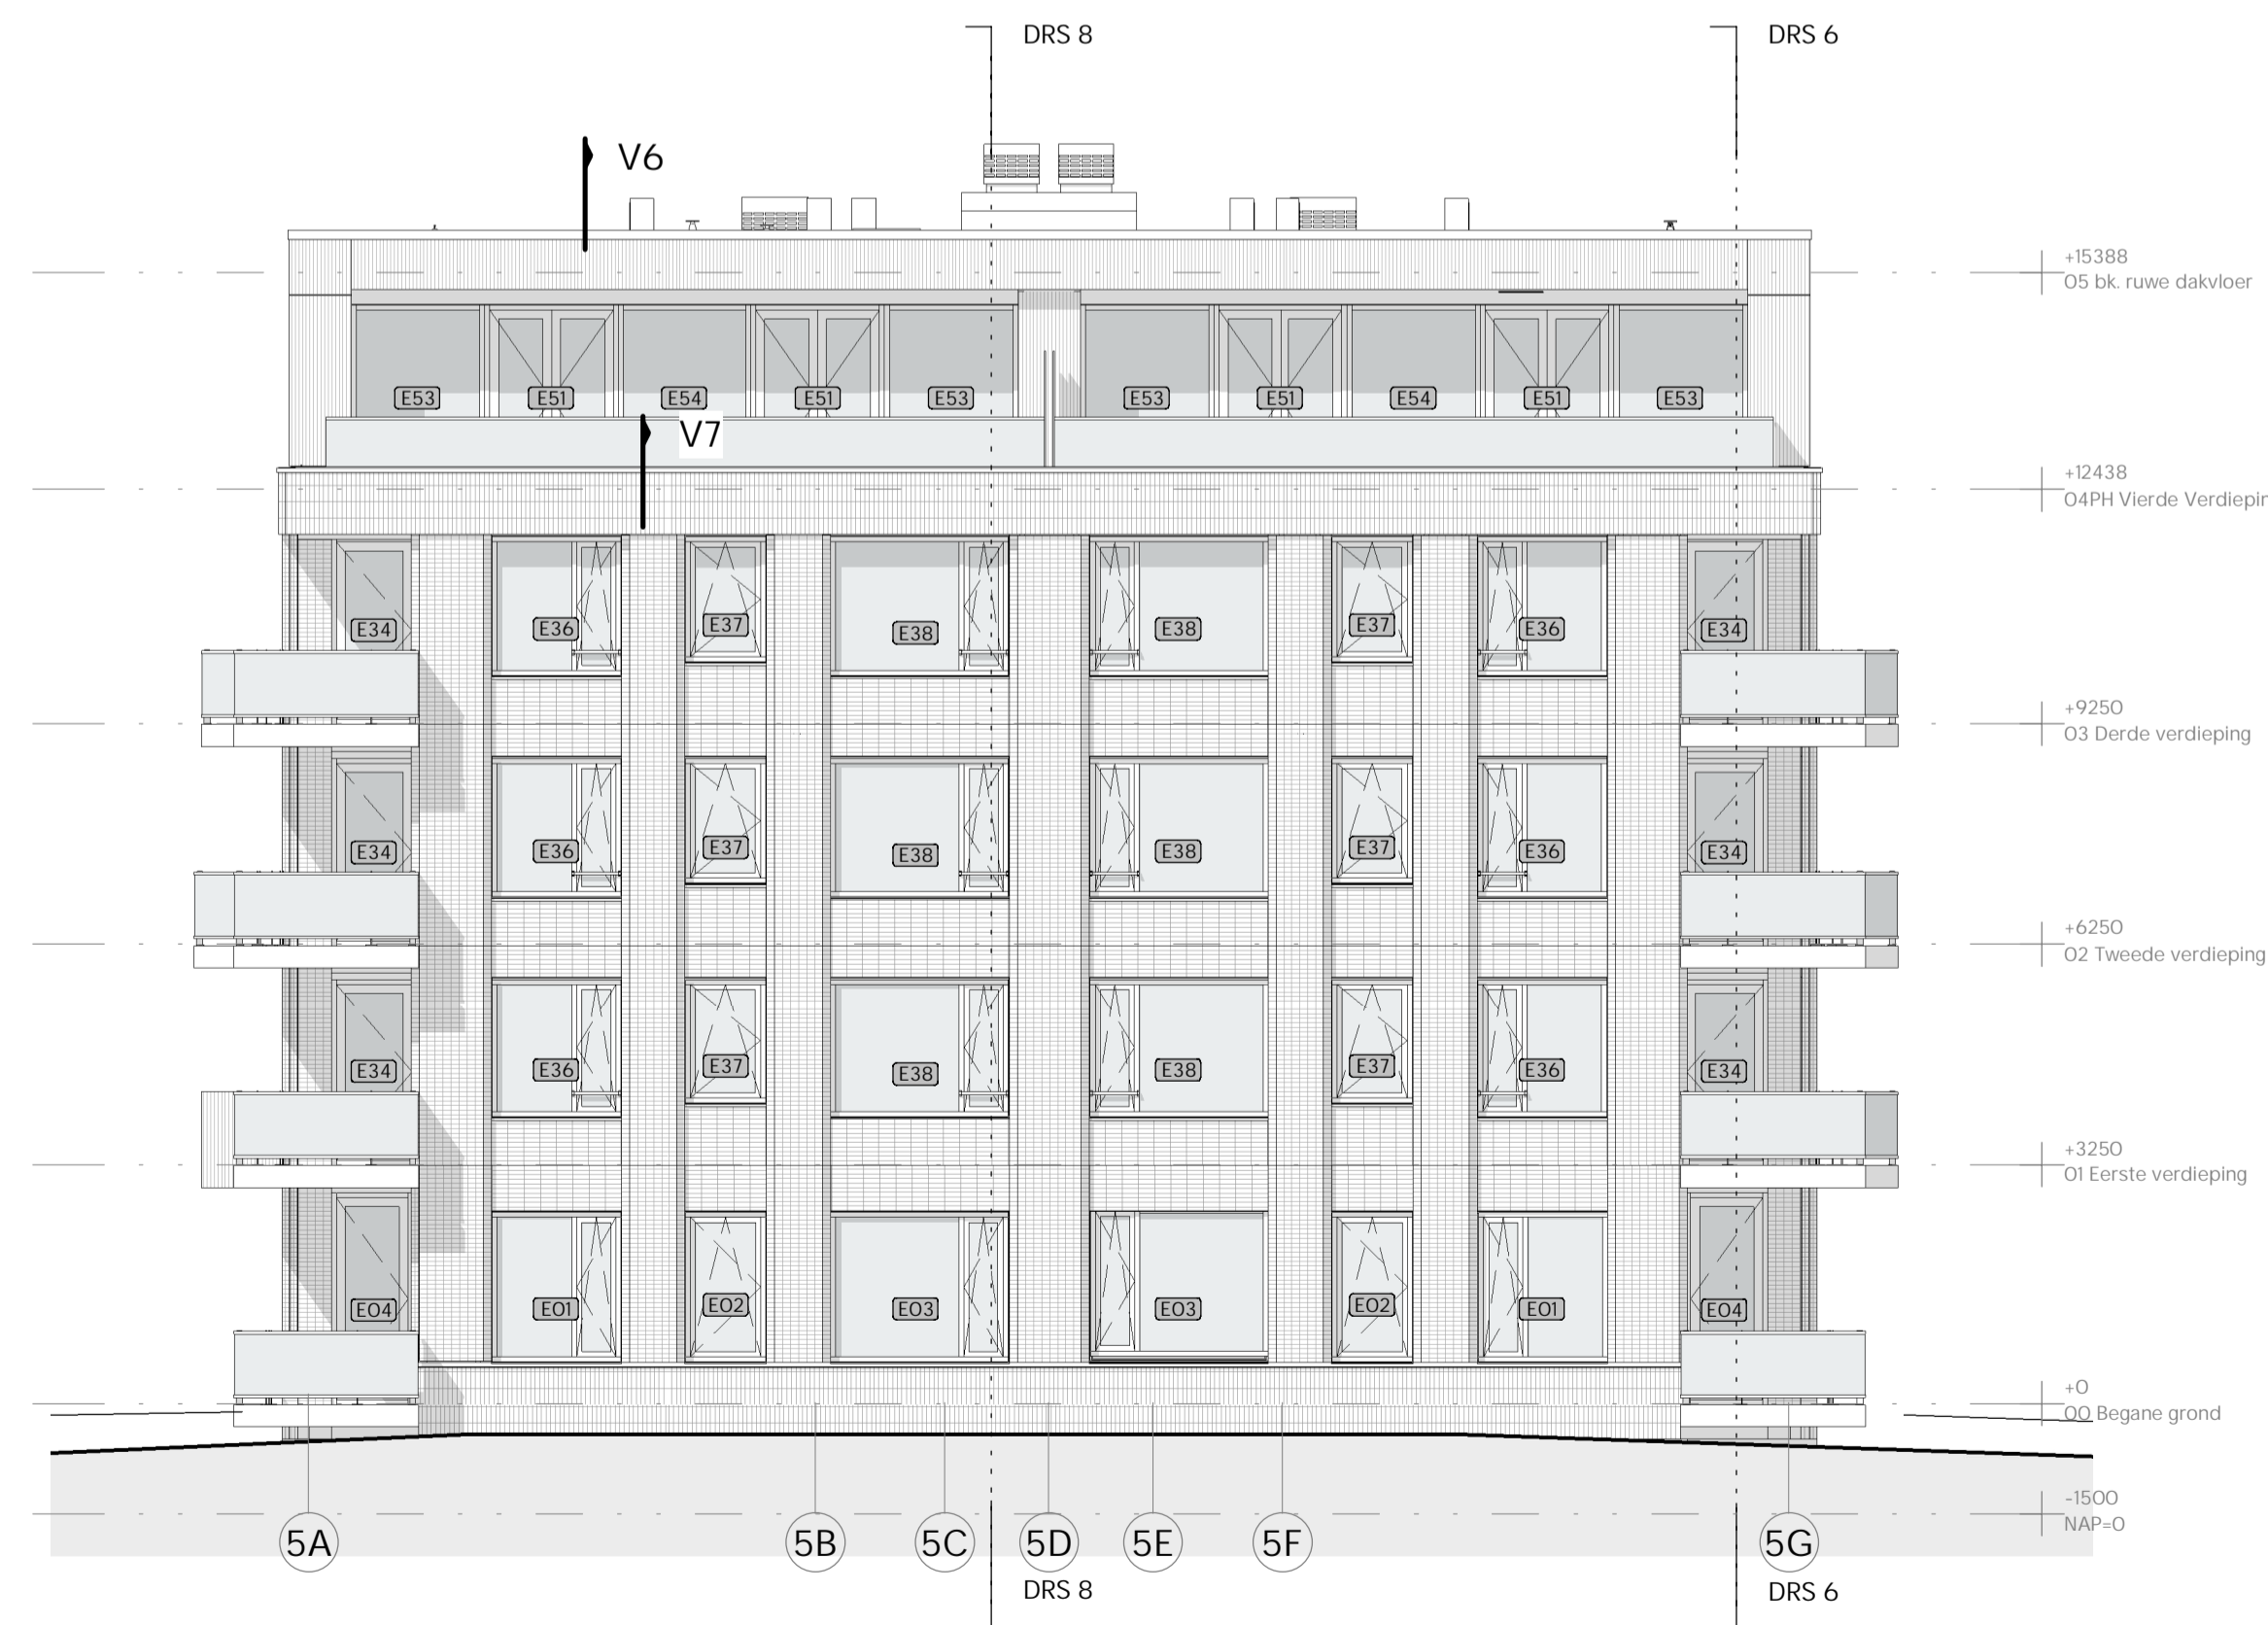 DRS 8
DRS 6
V6
+15388
05 bk. ruwe dakvloer
E53
E51
E54
E51
E53
E53
E51
E54
E51
E53
V7
+12438
04PH Vierde Verdiepin
E34
E36
E37
E38
E38
E37
E36
E34
+9250
03 Derde verdieping
E34
E36
E37
E38
E38
E37
E36
E34
+6250
02 Tweede verdieping
E34
E36
E37
E38
E38
E37
E36
E34
+3250
01 Eerste verdieping
E04
E01
E02
E03
E03
E02
E01
E04
+0
00 Begane grond
-1500
NAP=0
5A
5B
5C
5D
5E
5F
5G
DRS 8
DRS 6